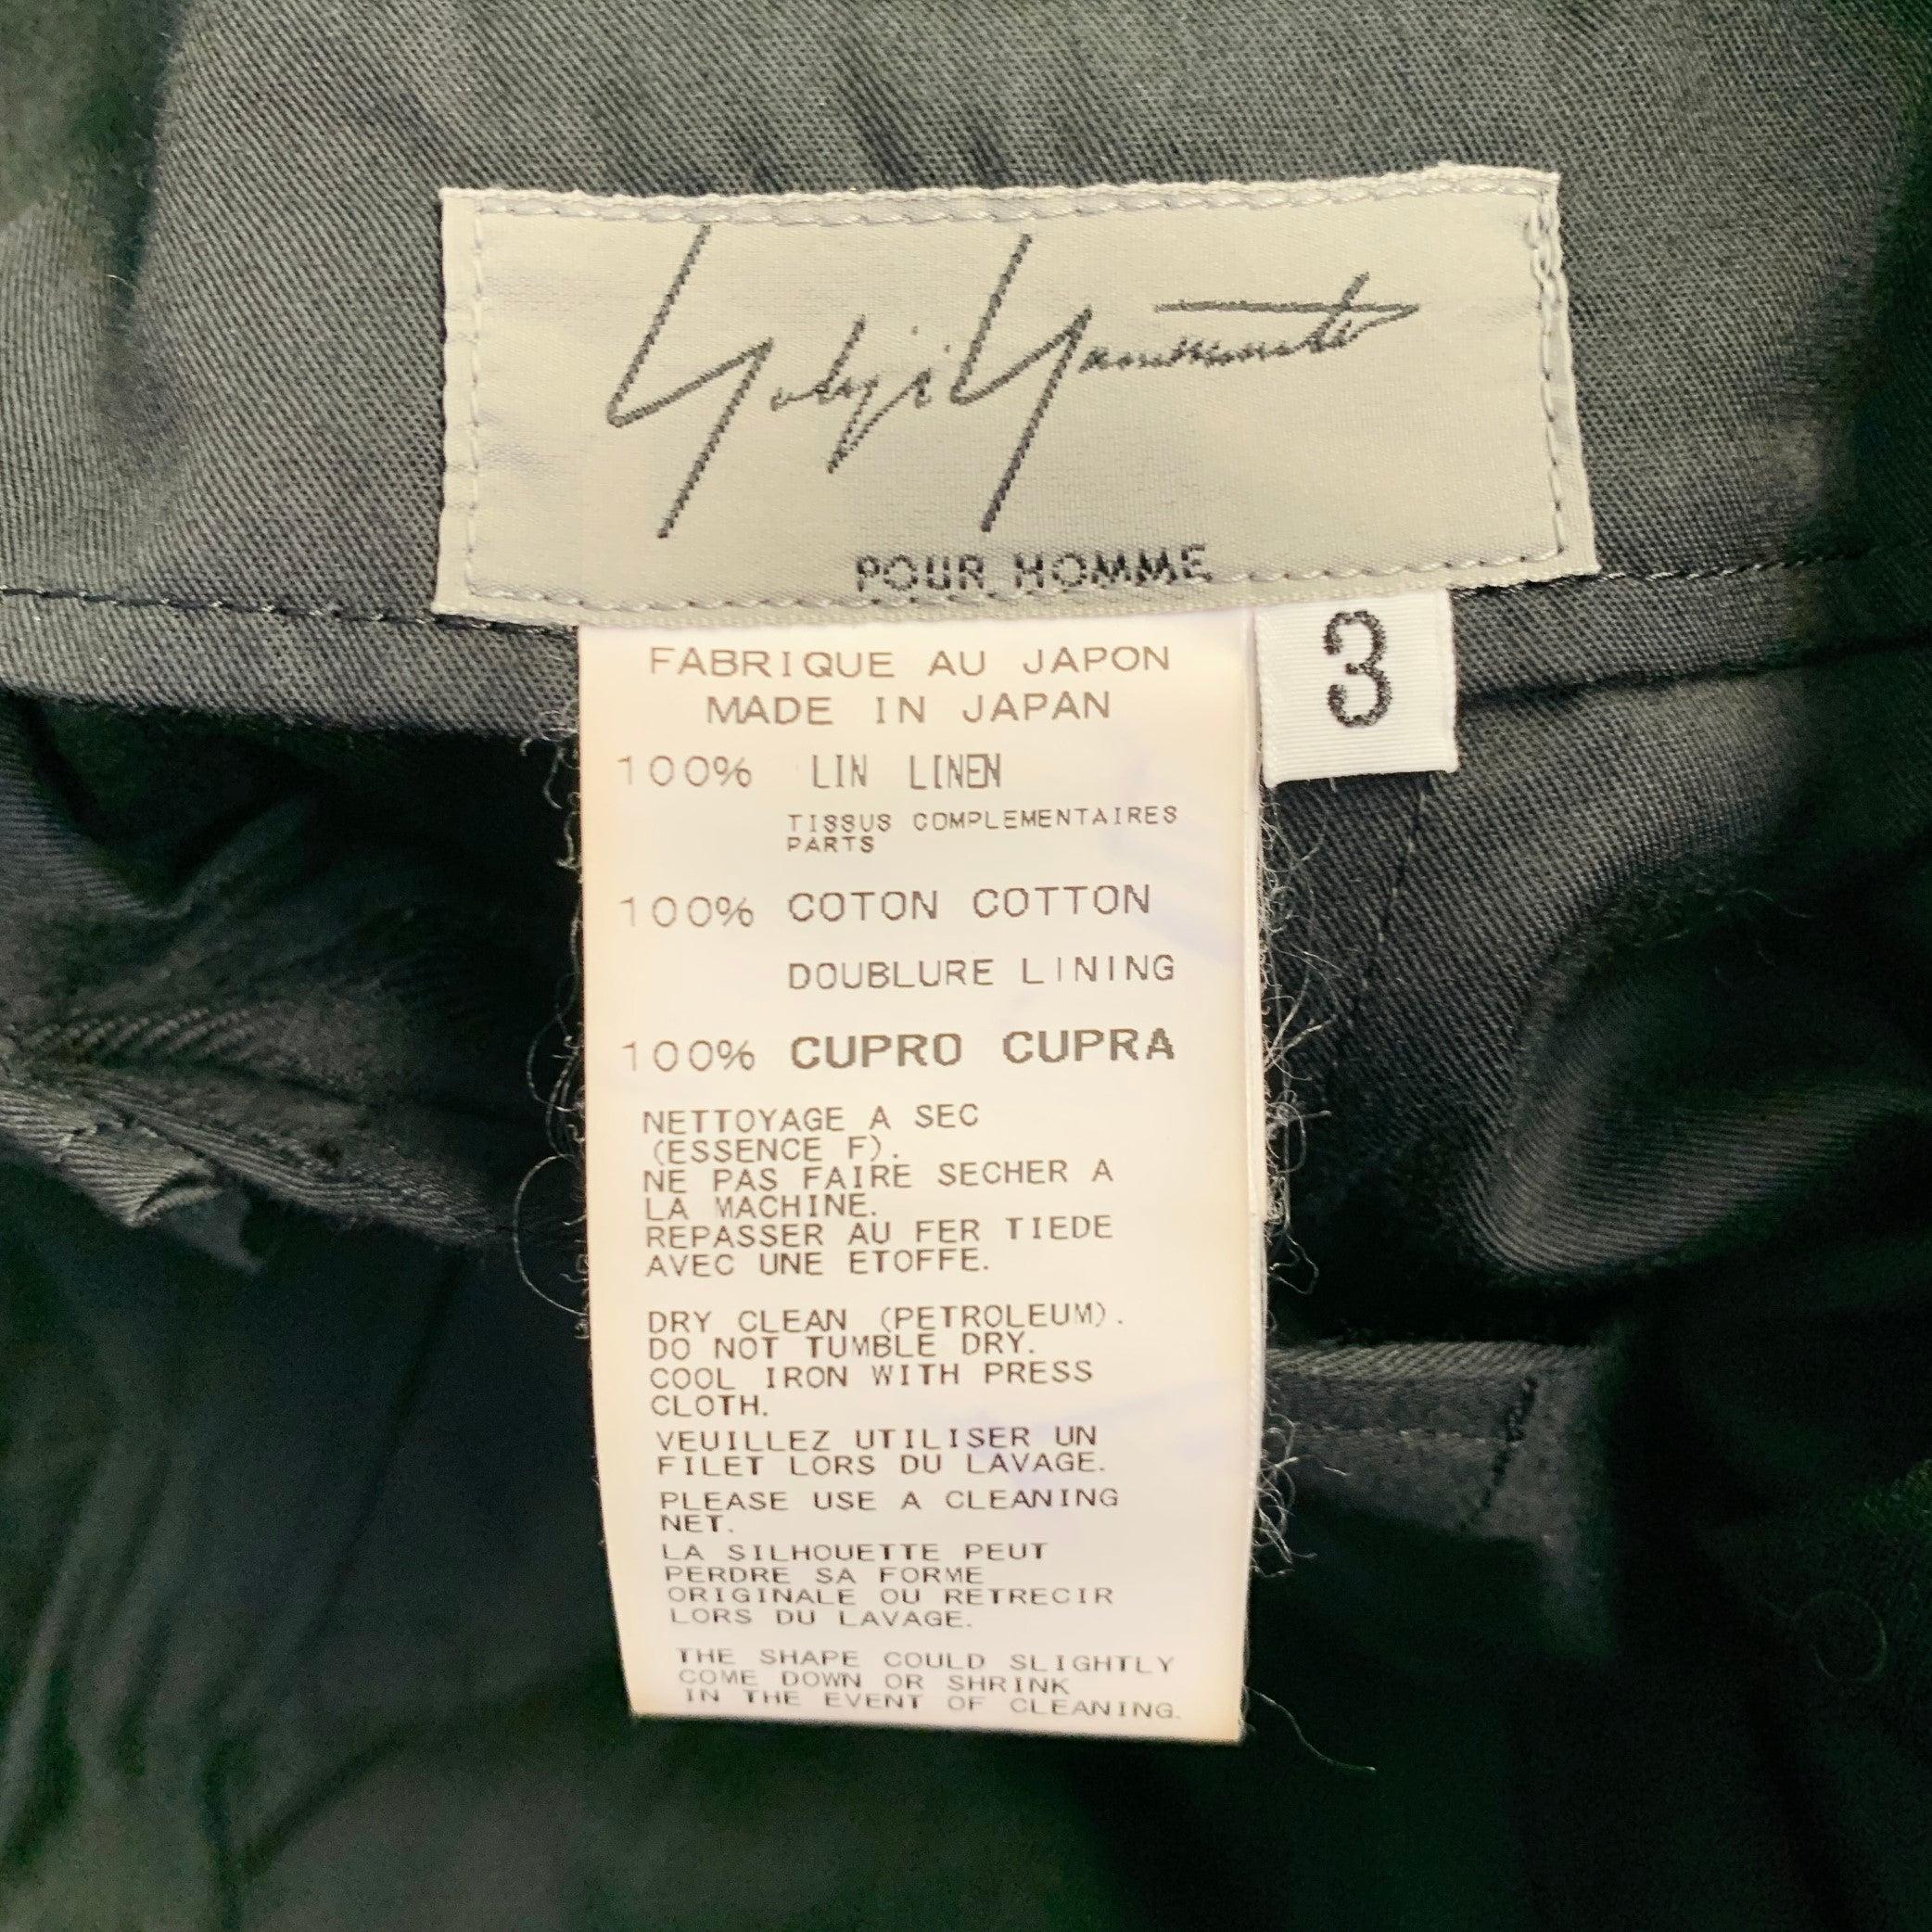 Yohji Yamamoto
POUR HOMME
3
FABRIQUE AU JAPON
MADE IN JAPAN
100% LIN LINEN
TISSUS COMPLEMENTAIRES
PARTS
100% COTON COTTON
DOUBLURE LINING
100% CUPRO CUPRA
NETTOYAGE A SEC
(ESSENCE F).
NE PAS FAIRE SECHER A
LA MACHINE.
REPASSER AU FER TIEDE
AVEC UNE ETOFFE.
DRY CLEAN (PETROLEUM).
DO NOT TUMBLE DRY.
COOL IRON WITH PRESS
CLOTH.
VEUILLEZ UTILISER UN
FILET LORS DU LAVAGE.
PLEASE USE A CLEANING
NET.
LA SILHOUETTE PEUT
PERDRE SA FORME
ORIGINALE OU RETRECIR
LORS DU LAVAGE.
THE SHAPE COULD SLIGHTLY
COME DOWN OR SHRINK
IN THE EVENT OF CLEANING.